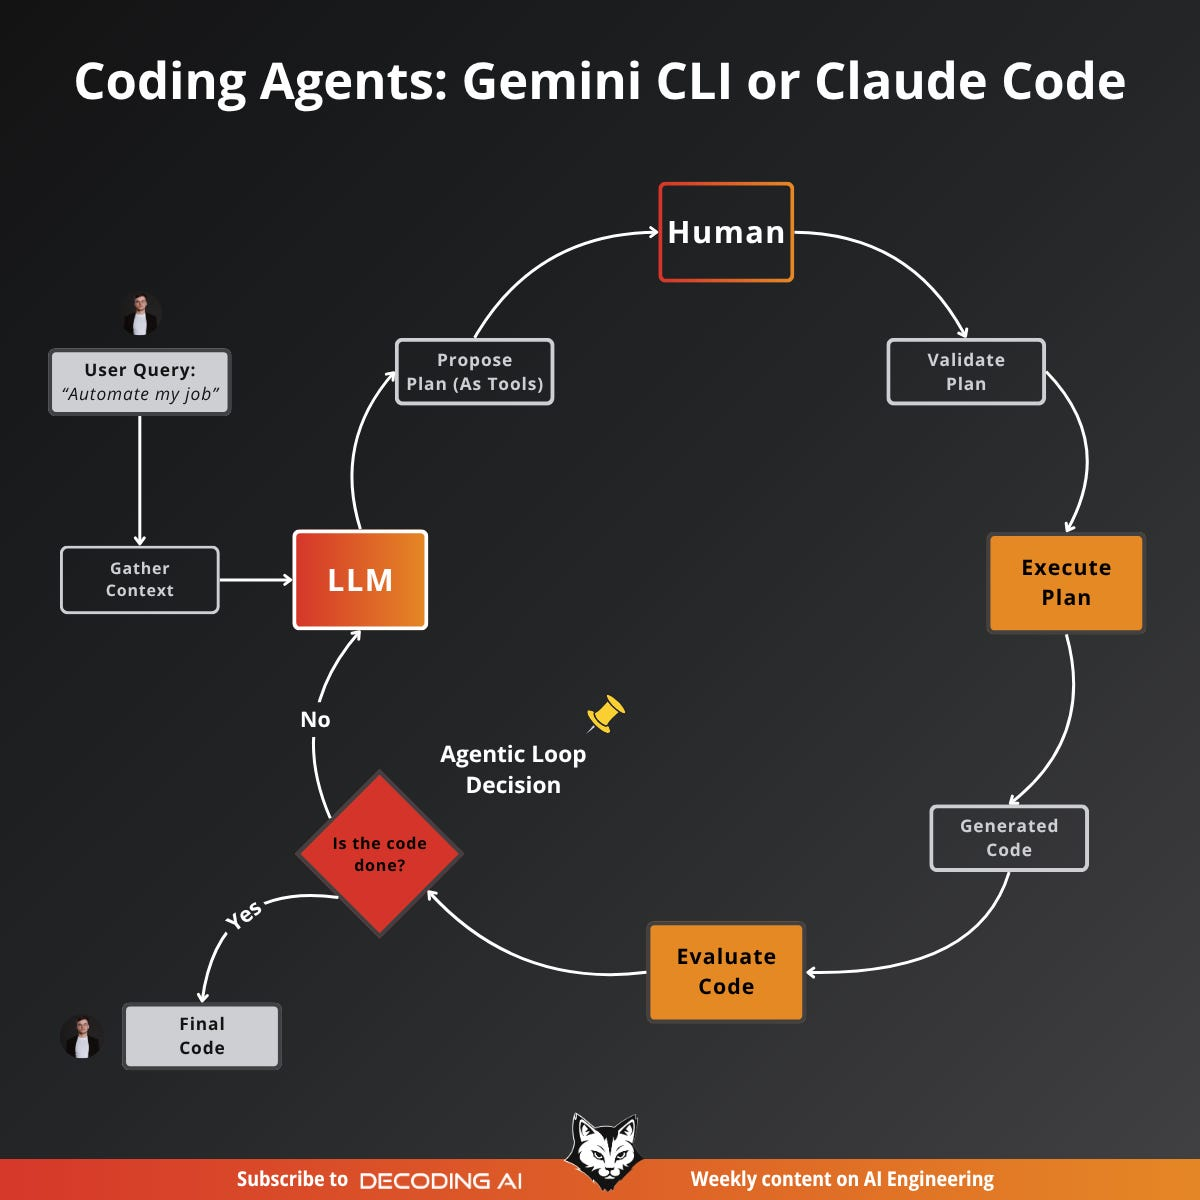 Coding Agents: Gemini CLI or Claude Code
Human
User Query:
“Automate my job”
Propose
Plan (As Tools)
Validate
Plan
Gather
Context
LLM
Execute
Plan
No
Agentic Loop
Decision
Is the code
done?
Generated
Code
Yes
Evaluate
Code
Final
Code
Subscribe to DECODING AI
Weekly content on AI Engineering